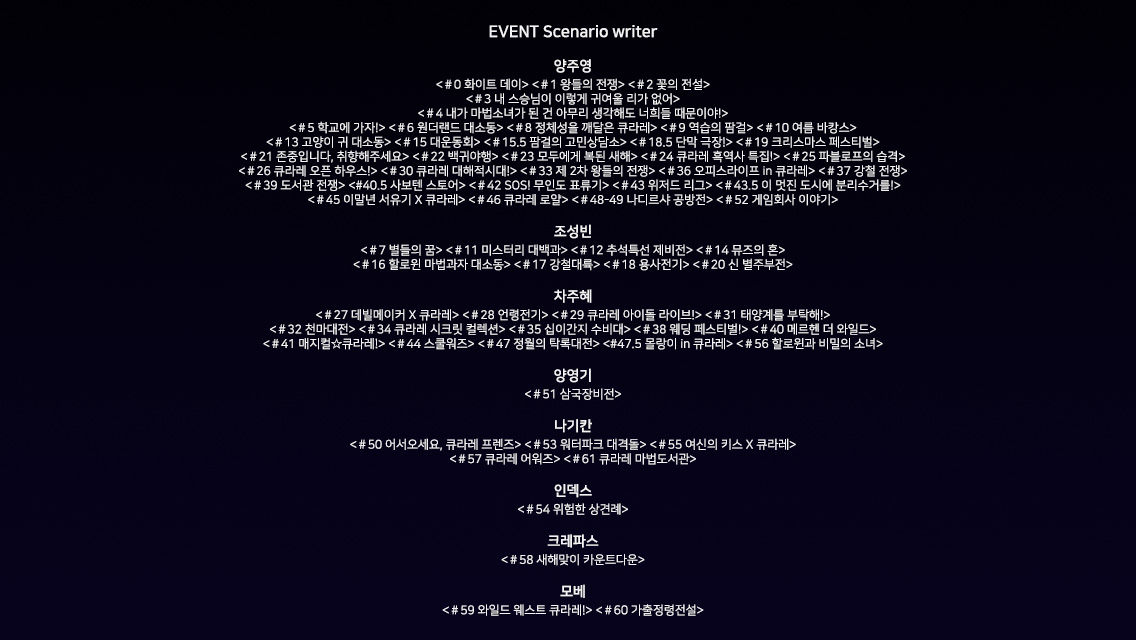 EVENT Scenario writer
양주영
<#0 화이트 데이> <#1 왕들의 전쟁> <#2 꽃의 전설>
<#3 내 스승님이 이렇게 귀여울 리가 없어>
<#4 내가 마법소녀가 된 건 아무리 생각해도 너희들 때문이야!>
<#5 학교에 가자!> <#6 원더랜드 대소동> <#8 정체성을 깨달은 큐라레> <#9 역습의 팜걸> <#10 여름 바캉스>
<#13 고양이 귀 대소동> <#15 대운동회> <#15.5 팜걸의 고민상담소> <#18.5 단막 극장!> <#19 크리스마스 페스티벌>
<#21 존중입니다, 취향해주세요> <#22 백귀야행> <#23 모두에게 복된 새해> <#24 큐라레 흑역사 특집!> <#25 파블로프의 습격>
<#26 큐라레 오픈 하우스!> <#30 큐라레 대해적시대!> <#33 제 2차 왕들의 전쟁> <#36 오피스라이프 in 큐라레> <#37 강철 전쟁>
<#39 도서관 전쟁> <#40.5 샤보텐 스토어> <#42 SOS! 무인도 표류기> <#43 위저드 리그> <#43.5 이 멋진 도시에 분리수거를!>
<#45 이말년 서유기 X 큐라레> <#46 큐라레 로얄> <#48-49 나디르샤 공방전> <#52 게임회사 이야기>
조성빈
<#7 별들의 꿈> <#11 미스터리 대백과> <#12 추석특선 제비전> <#14 뮤즈의 혼>
<#16 할로윈 마법과자 대소동> <#17 강철대륙> <#18 용사전기> <#20 신 별주부전>
차주혜
<#27 데빌메이커 X 큐라레> <#28 언령전기> <#29 큐라레 아이돌 라이브!> <#31 태양계를 부탁해!>
<#32 천마대전> <#34 큐라레 시크릿 컬렉션> <#35 십이간지 수비대> <#38 웨딩 페스티벌!> <#40 메르헨 더 와일드>
<#41 매지컬☆큐라레!> <#44 스쿨워즈> <#47 정월의 탁록대전> <#47.5 몰랑이 in 큐라레> <#56 할로윈과 비밀의 소녀>
양영기
<#51 삼국장비전>
나기칸
<#50 어서오세요, 큐라레 프렌즈> <#53 워터파크 대격돌> <#55 여신의 키스 X 큐라레>
<#57 큐라레 어워즈> <#61 큐라레 마법도서관>
인덱스
<#54 위험한 상견례>
크레파스
<#58 새해맞이 카운트다운>
모베
<#59 와일드 웨스트 큐라레!> <#60 가출정령전설>